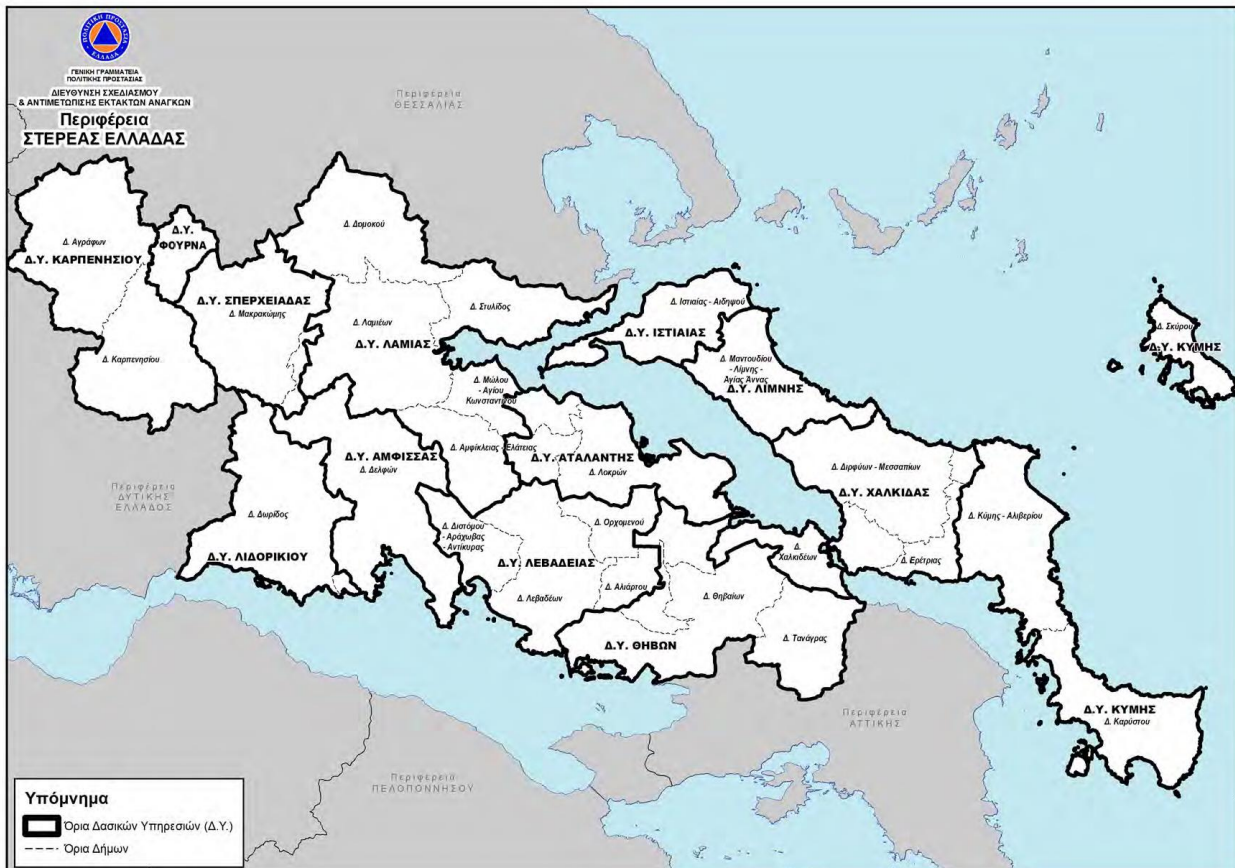 ΠΟΛΙΤΙΚΗ ΠΡΟΣΤΑΣΙΑ
ΕΛΛΑΔΑ
ΓΕΝΙΚΗ ΓΡΑΜΜΑΤΕΙΑ
ΠΟΛΙΤΙΚΗΣ ΠΡΟΣΤΑΣΙΑΣ
ΔΙΕΥΘΥΝΣΗ ΣΧΕΔΙΑΣΜΟΥ
& ΑΝΤΙΜΕΤΩΠΙΣΗΣ ΕΚΤΑΚΤΩΝ ΑΝΑΓΚΩΝ
Περιφέρεια
ΣΤΕΡΕΑΣ ΕΛΛΑΔΑΣ
Περιφέρεια
ΘΕΣΣΑΛΙΑΣ
Δ. Αγράφων
Δ.Υ. ΚΑΡΠΕΝΗΣΙΟΥ
Δ.Υ.
ΦΟΥΡΝΑ
Δ. Δομοκού
Δ.Υ. ΣΠΕΡΧΕΙΑΔΑΣ
Δ. Μακρακώμης
Δ. Στυλίδος
Δ. Λαμιέων
Δ.Υ. ΛΑΜΙΑΣ
Δ. Καρπενησίου
Δ. Ιστιαίας - Αιδηψού
Δ.Υ. ΙΣΤΙΑΙΑΣ
Δ. Μαντουδίου
- Λίμνης -
Αγίας Άννας
Δ.Υ. ΛΙΜΝΗΣ
Δ. Σκύρου
Δ.Υ. ΚΥΜΗΣ
Δ. Μώλου
- Αγίου
Κωνσταντίνου
Δ. Αμφίκλειας - Ελάτειας
Δ.Υ. ΑΤΑΛΑΝΤΗΣ
Δ. Λοκρών
Δ.Υ. ΑΜΦΙΣΣΑΣ
Δ. Δελφών
Δ. Διρφύων - Μεσσαπίων
Δ.Υ. ΧΑΛΚΙΔΑΣ
Δ. Κύμης - Αλιβερίου
Δ. Ερέτριας
Περιφέρεια
ΔΥΤΙΚΗΣ
ΕΛΛΑΔΟΣ
Δ. Δωρίδος
Δ.Υ. ΛΙΔΟΡΙΚΙΟΥ
Δ. Διστόμου
- Αράχωβας
- Αντίκυρας
Δ. Ορχομενού
Δ.Υ. ΛΕΒΑΔΕΙΑΣ
Δ. Αλιάρτου
Δ. Λεβαδέων
Δ.
Χαλκιδέων
Δ. Θηβαίων
Δ.Υ. ΘΗΒΩΝ
Δ. Τανάγρας
Δ.Υ. ΚΥΜΗΣ
Δ. Καρύστου
Περιφέρεια
ΑΤΤΙΚΗΣ
Περιφέρεια
ΠΕΛΟΠΟΝΝΗΣΟΥ
Υπόμνημα
Όρια Δασικών Υπηρεσιών (Δ.Υ.)
Όρια Δήμων